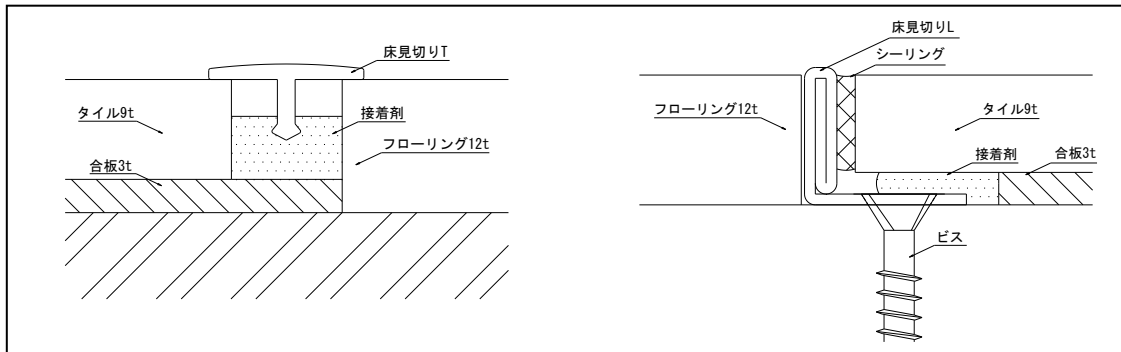 床見切りT
タイル9t
接着剤
フローリング12t
合板3t
床見切りL
シーリング
フローリング12t
タイル9t
接着剤
合板3t
ビス